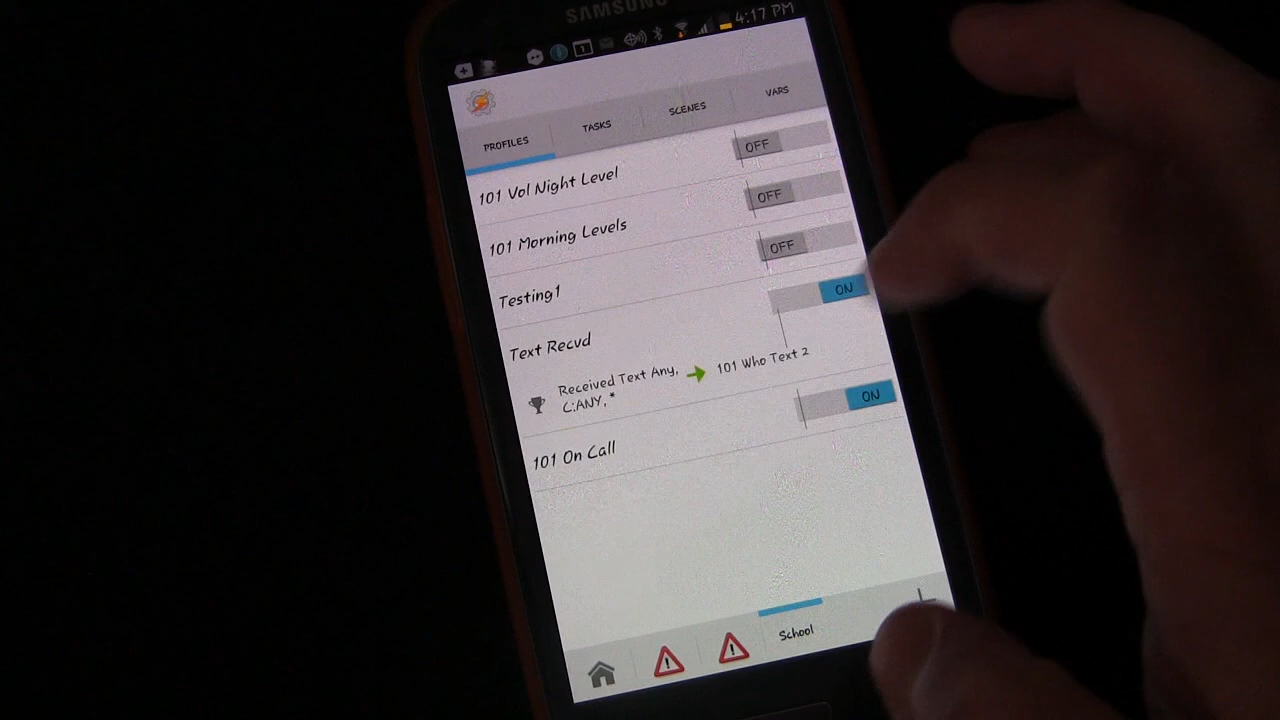 SAMSUNG
1
4:17 PM
PROFILES TASKS SCENES VARS
101 Vol Night Level OFF
101 Morning Levels OFF
Testing1 OFF
Text Recvd ON
Received Text Any,
C:ANY, *
101 Who Text 2
101 On Call ON
School